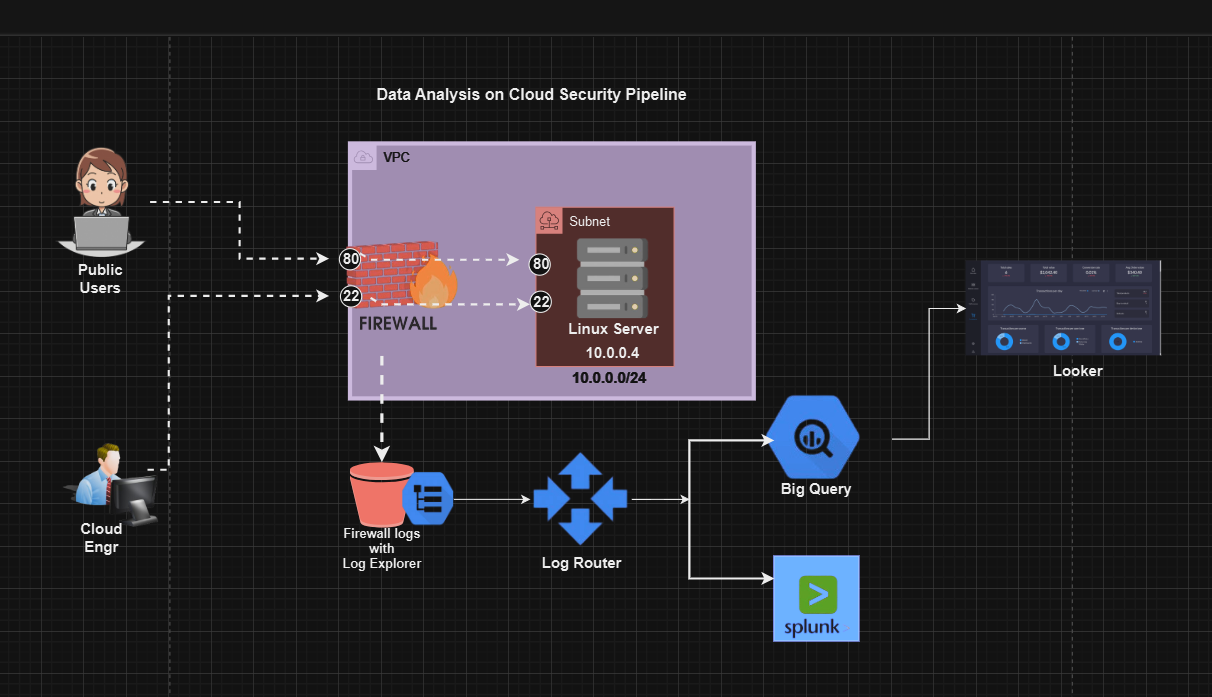 Data Analysis on Cloud Security Pipeline
VPC
Subnet
Public
Users
80
80
22
22
FIREWALL
Linux Server
10.0.0.4
10.0.0.0/24
Looker
Cloud
Engr
Firewall logs
with
Log Explorer
Log Router
Big Query
>
splunk